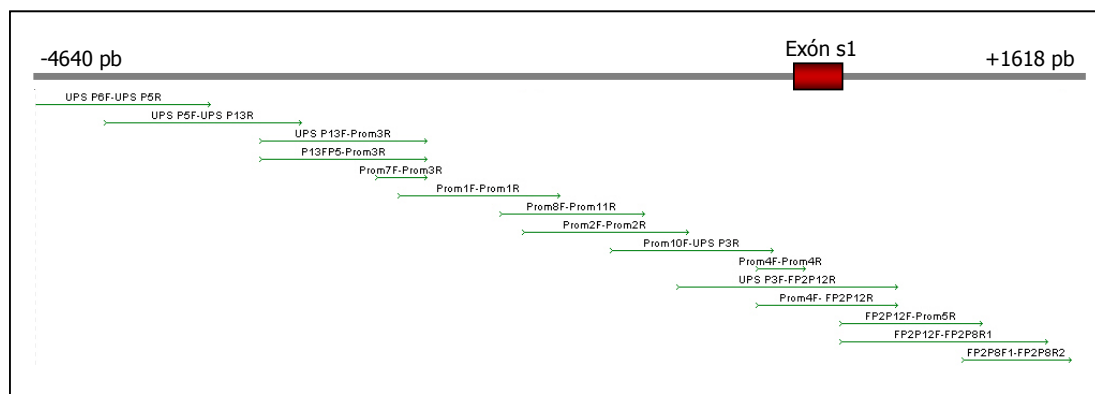 -4640 pb
Exón s1
+1618 pb
UPS P6F-UPS P5R
UPS P5F-UPS P13R
UPS P13F-Prom3R
P13FP5-Prom3R
Prom7F-Prom3R
Prom1F-Prom1R
Prom8F-Prom11R
Prom2F-Prom2R
Prom10F-UPS P3R
Prom4F-Prom4R
UPS P3F-FP2P12R
Prom4F- FP2P12R
FP2P12F-Prom5R
FP2P12F-FP2P8R1
FP2P8F1-FP2P8R2